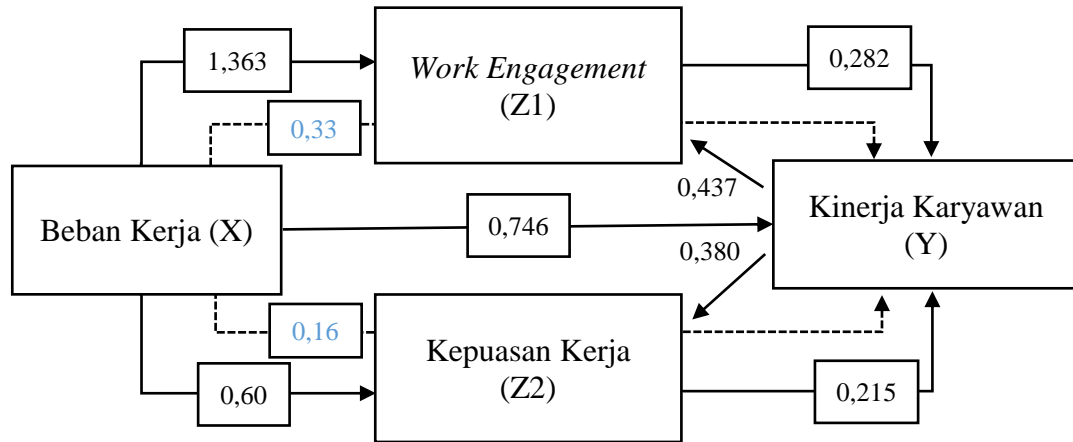 1,363
Work Engagement
(Z1)
0,282
0,33
Beban Kerja (X)
0,746
0,437
0,380
Kinerja Karyawan
(Y)
0,16
Kepuasan Kerja
(Z2)
0,60
0,215